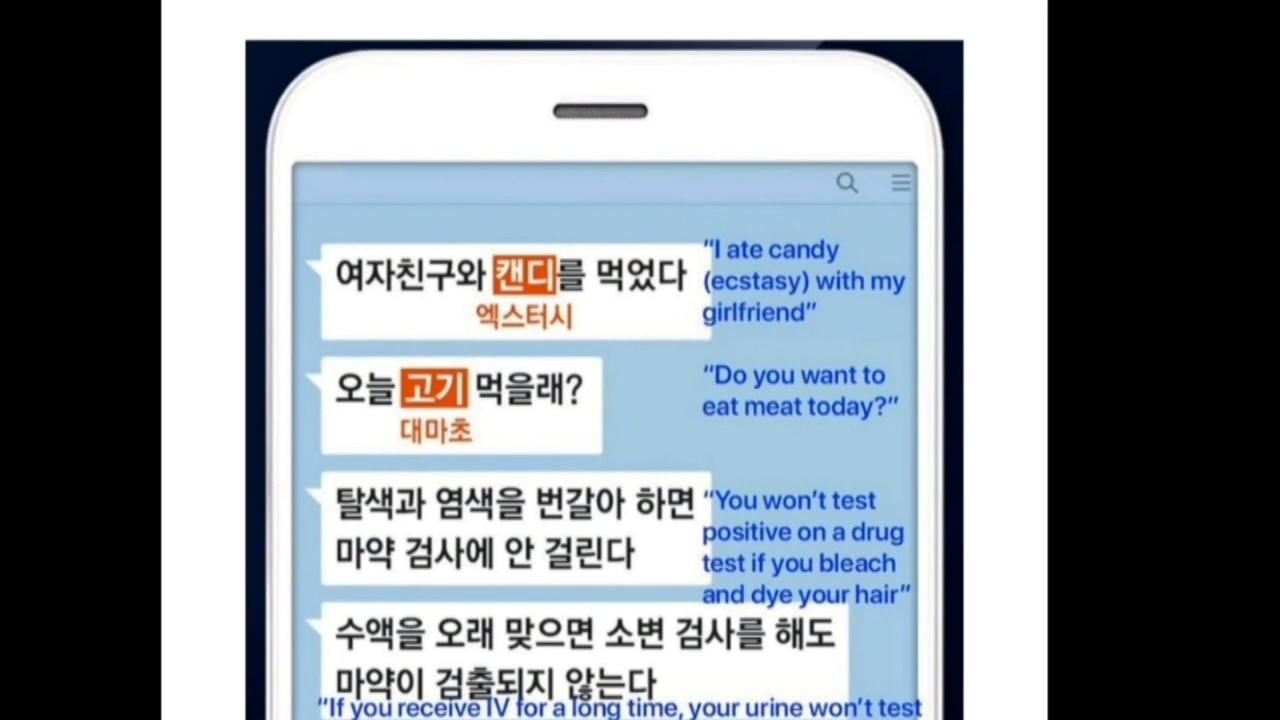 여자친구와 캔디를 먹었다
엑스터시
"I ate candy
(ecstasy) with my
girlfriend"
오늘 고기 먹을래?
대마초
"Do you want to
eat meat today?"
탈색과 염색을 번갈아 하면
마약 검사에 안 걸린다
"You won't test
positive on a drug
test if you bleach
and dye your hair"
수액을 오래 맞으면 소변 검사를 해도
마약이 검출되지 않는다
"If you receive IV for a long time, your urine won't test